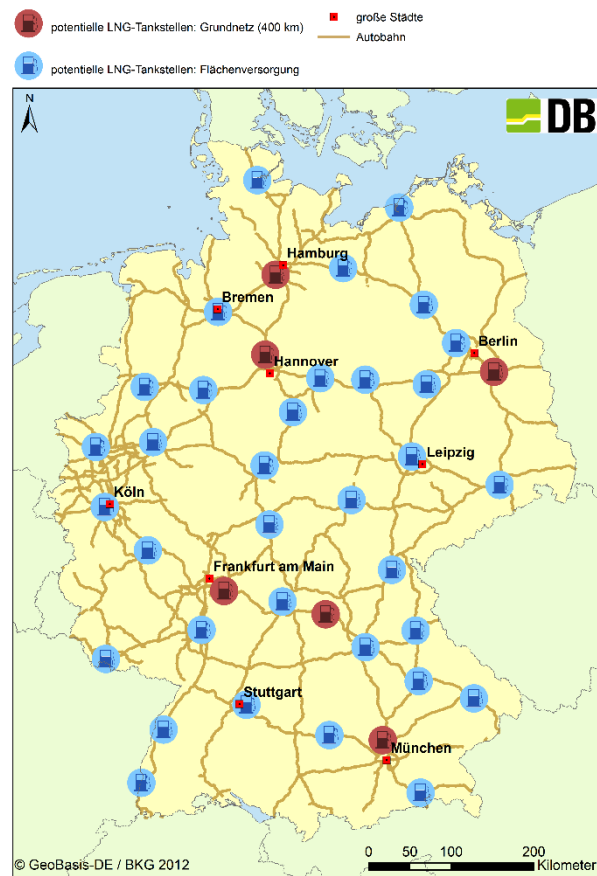 potentielle LNG-Tankstellen: Grundnetz (400 km)
große Städte
Autobahn
potentielle LNG-Tankstellen: Flächenversorgung
N
DB
Hamburg
Bremen
Berlin
Hannover
Leipzig
Köln
Frankfurt am Main
Stuttgart
München
© GeoBasis-DE / BKG 2012
0 50 100 200
Kilometer